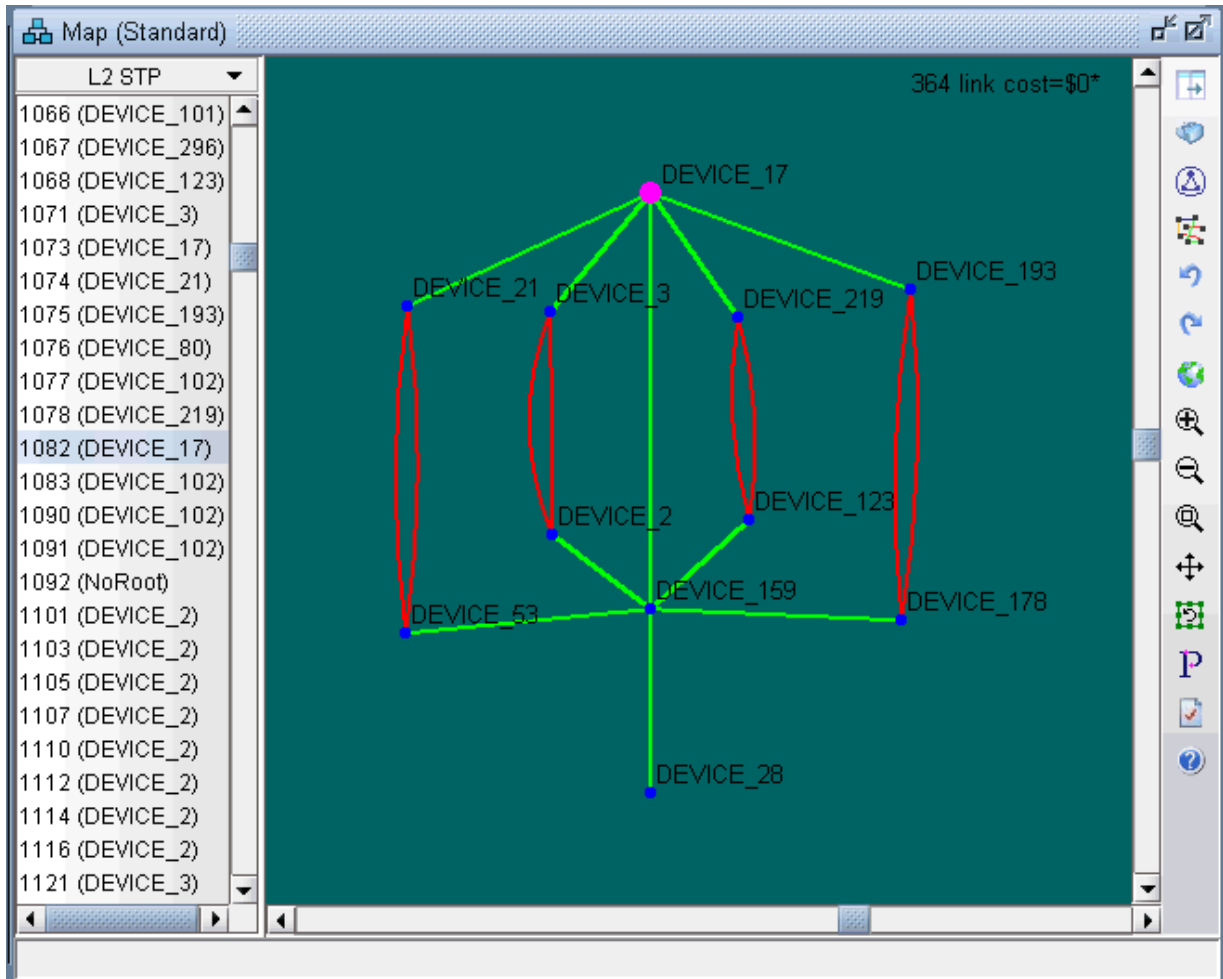 Map (Standard)
L2 STP
1066 (DEVICE_101)
1067 (DEVICE_296)
1068 (DEVICE_123)
1071 (DEVICE_3)
1073 (DEVICE_17)
1074 (DEVICE_21)
1075 (DEVICE_193)
1076 (DEVICE_80)
1077 (DEVICE_102)
1078 (DEVICE_219)
1082 (DEVICE_17)
1083 (DEVICE_102)
1090 (DEVICE_102)
1091 (DEVICE_102)
1092 (NoRoot)
1101 (DEVICE_2)
1103 (DEVICE_2)
1105 (DEVICE_2)
1107 (DEVICE_2)
1110 (DEVICE_2)
1112 (DEVICE_2)
1114 (DEVICE_2)
1116 (DEVICE_2)
1121 (DEVICE_3)
364 link cost=$0*
DEVICE_17
DEVICE_193
DEVICE_21
DEVICE_3
DEVICE_219
DEVICE_123
DEVICE_2
DEVICE_159
DEVICE_178
DEVICE_53
DEVICE_28
P
?